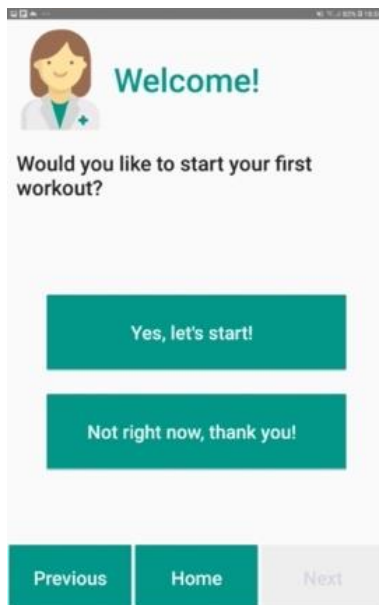 Welcome!
Would you like to start your first
workout?
Yes, let's start!
Not right now, thank you!
Previous
Home
Next